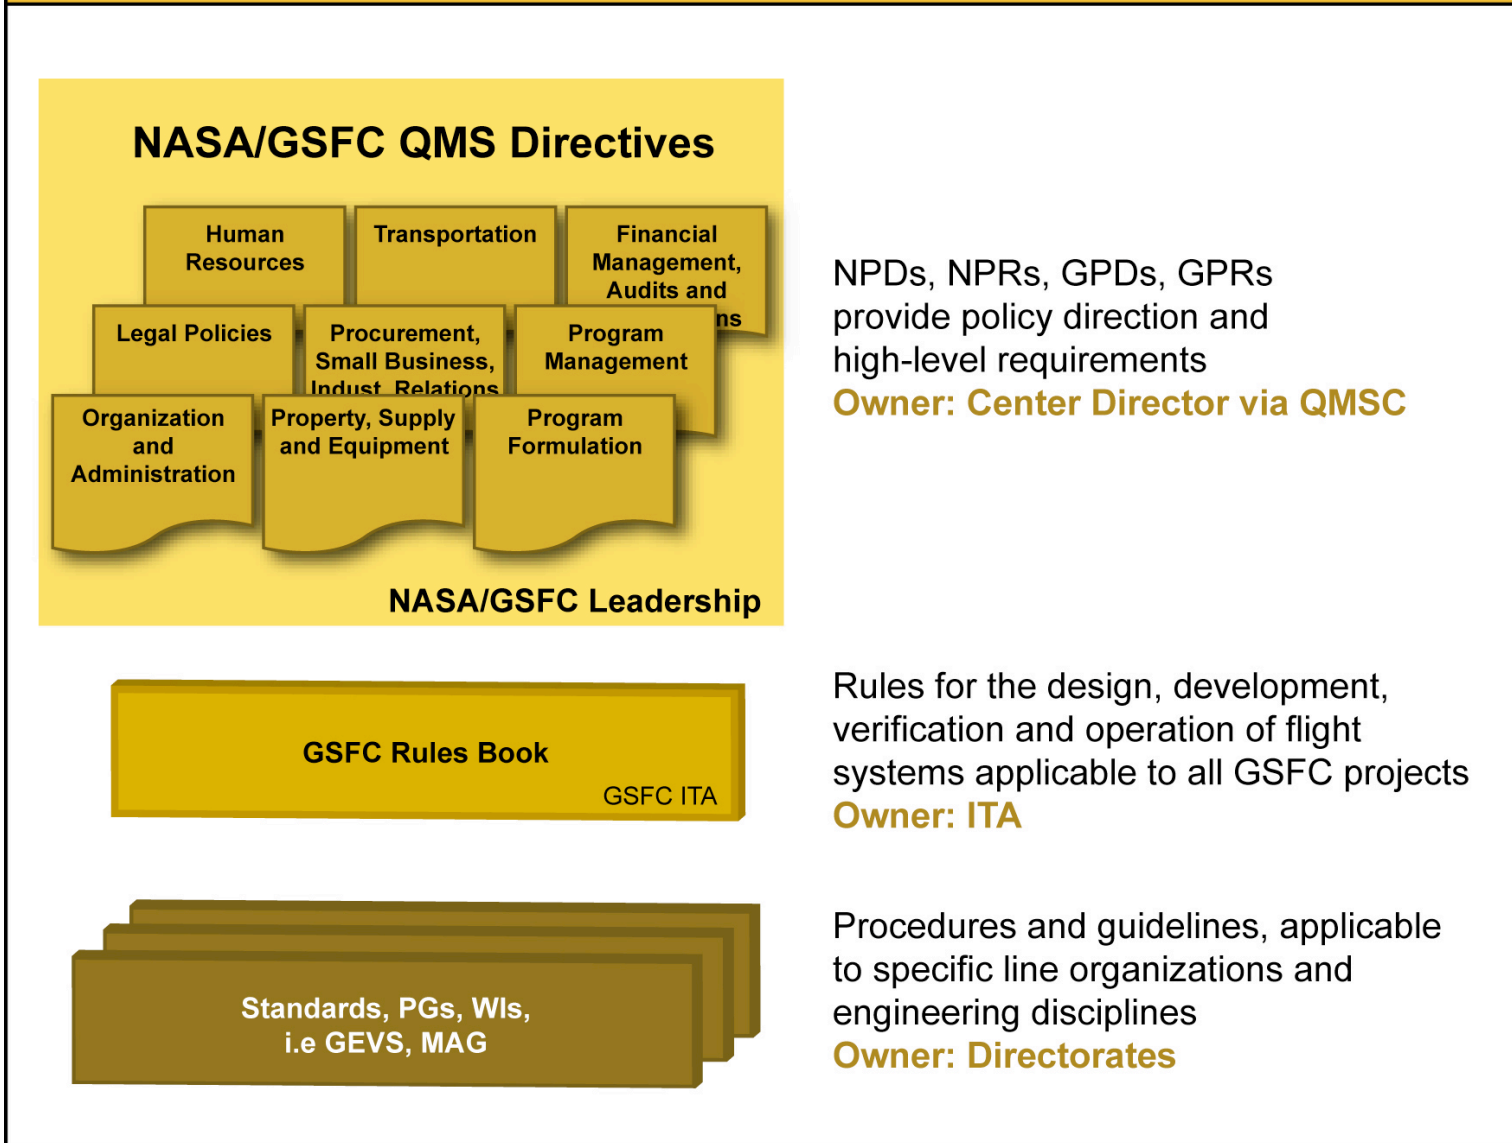 NASA/GSFC QMS Directives
Human
Resources
Transportation
Financial
Management,
Audits and
ns
Legal Policies
Procurement,
Small Business,
Indust. Relations
Program
Management
Organization
and
Administration
Property, Supply
and Equipment
Program
Formulation
NASA/GSFC Leadership
NPDs, NPRs, GPDs, GPRs
provide policy direction and
high-level requirements
Owner: Center Director via QMSC
GSFC Rules Book
GSFC ITA
Rules for the design, development,
verification and operation of flight
systems applicable to all GSFC projects
Owner: ITA
Standards, PGs, WIs,
i.e GEVS, MAG
Procedures and guidelines, applicable
to specific line organizations and
engineering disciplines
Owner: Directorates